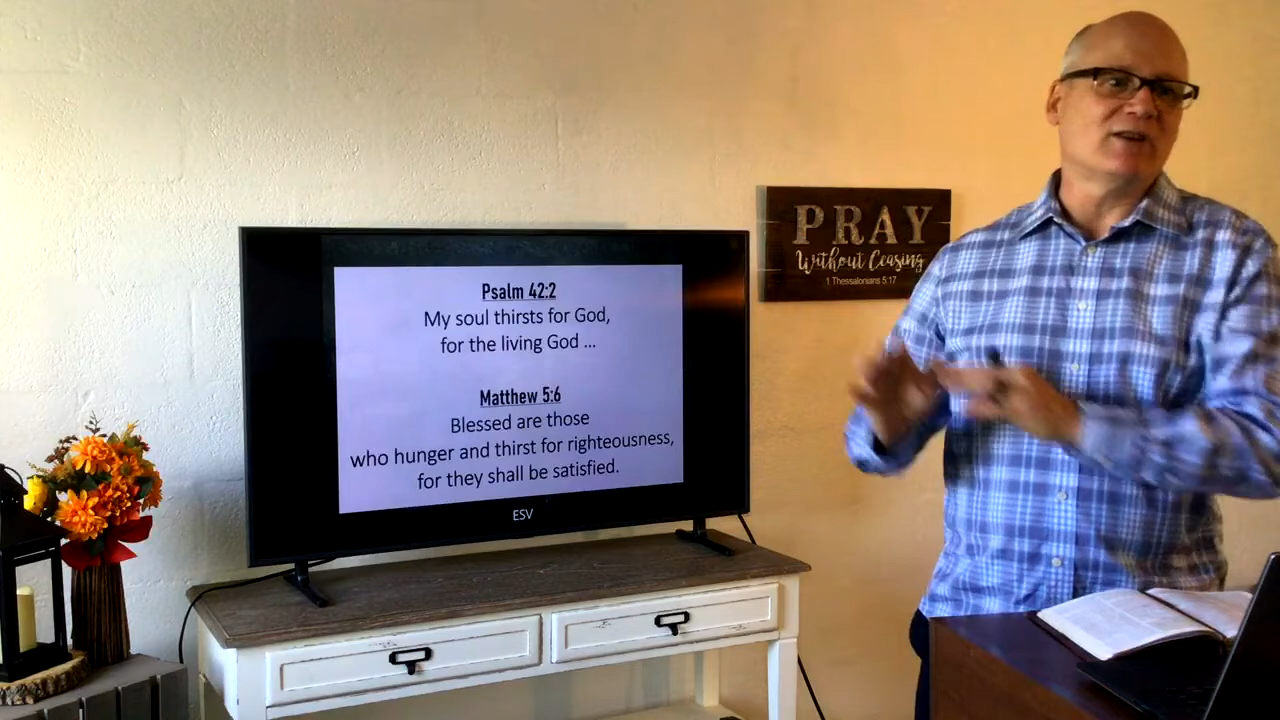 Psalm 42:2
My soul thirsts for God,
for the living God ...
Matthew 5:6
Blessed are those
who hunger and thirst for righteousness,
for they shall be satisfied.
ESV
PRAY
Without Ceasing
1 Thessalonians 5:17